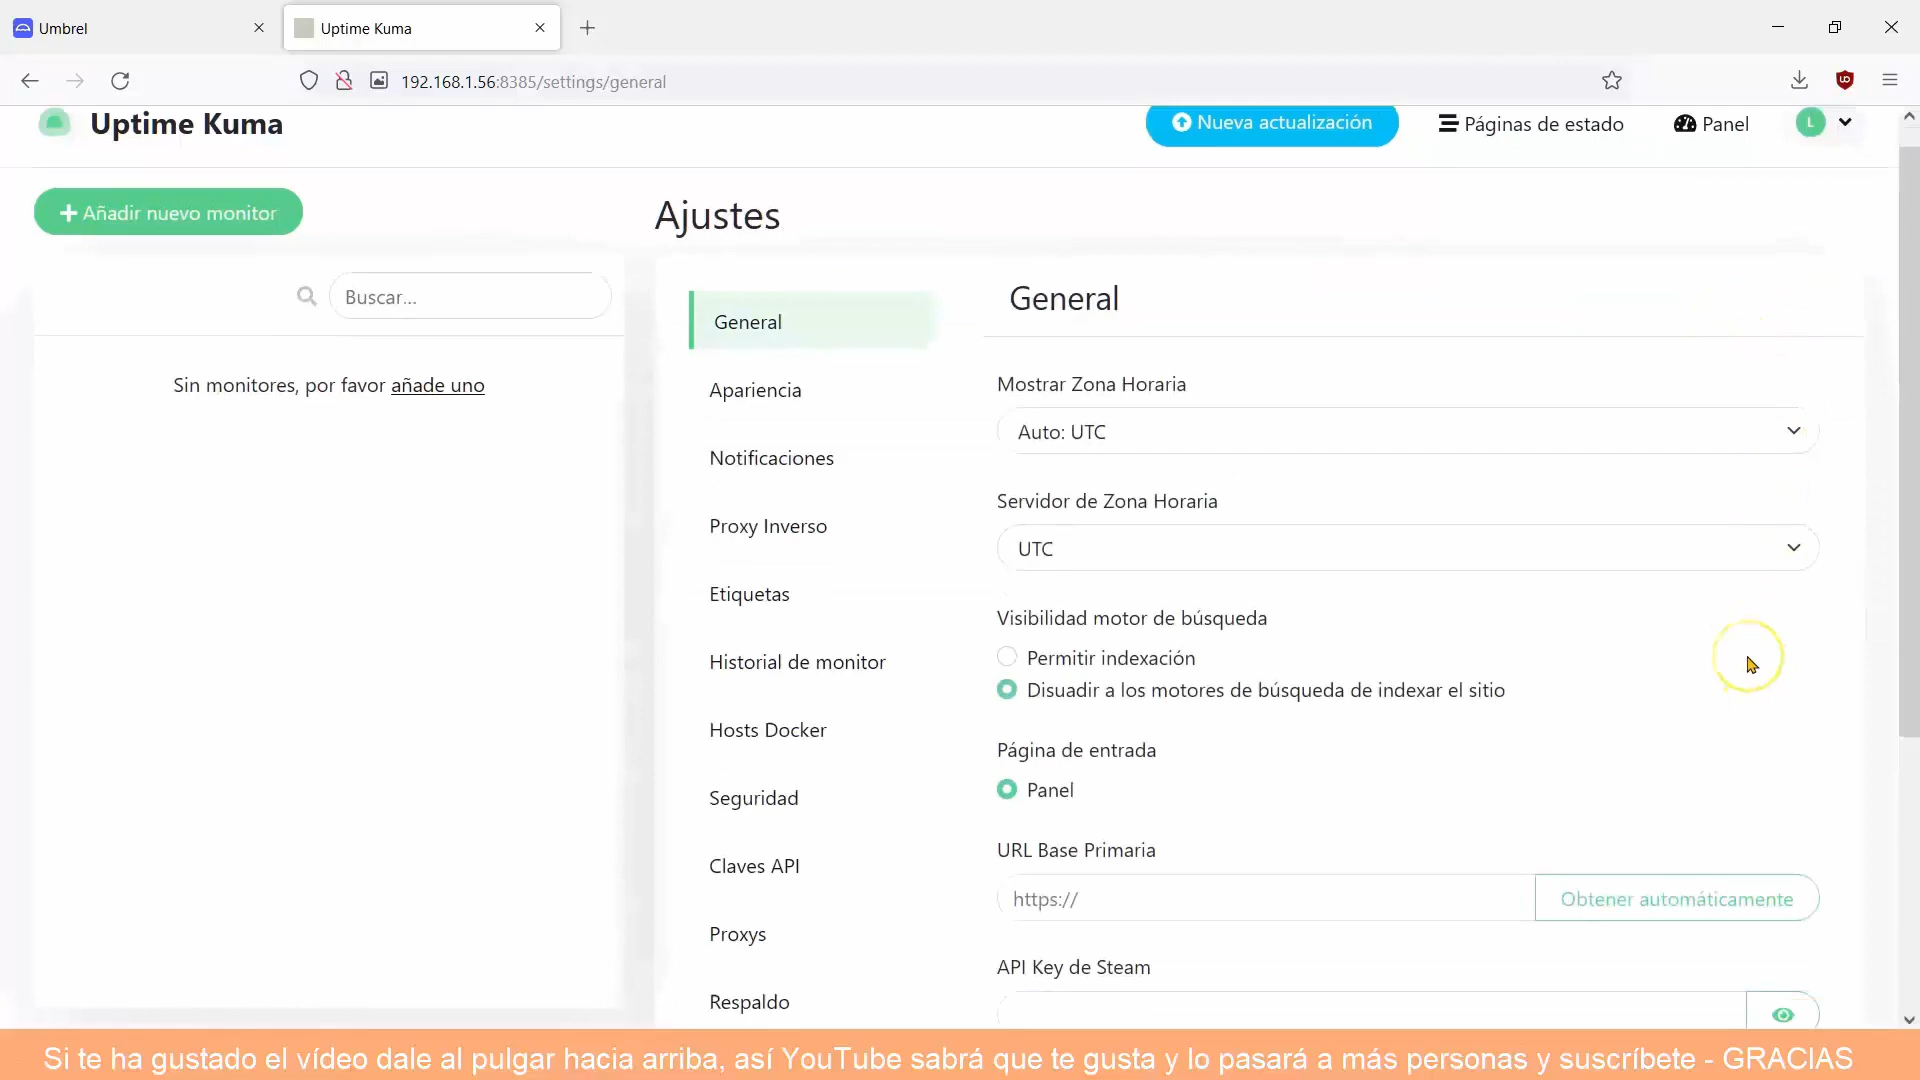 Umbrel
Uptime Kuma
192.168.1.56:8385/settings/general
Uptime Kuma
Nueva actualización
Páginas de estado
Panel
L
Añadir nuevo monitor
Ajustes
Buscar...
Sin monitores, por favor añade uno
General
Apariencia
Notificaciones
Proxy Inverso
Etiquetas
Historial de monitor
Hosts Docker
Seguridad
Claves API
Proxys
Respaldo
General
Mostrar Zona Horaria
Auto: UTC
Servidor de Zona Horaria
UTC
Visibilidad motor de búsqueda
Permitir indexación
Disuadir a los motores de búsqueda de indexar el sitio
Página de entrada
Panel
URL Base Primaria
https://
Obtener automáticamente
API Key de Steam
Si te ha gustado el vídeo dale al pulgar hacia arriba, así YouTube sabrá que te gusta y lo pasará a más personas y suscríbete - GRACIAS